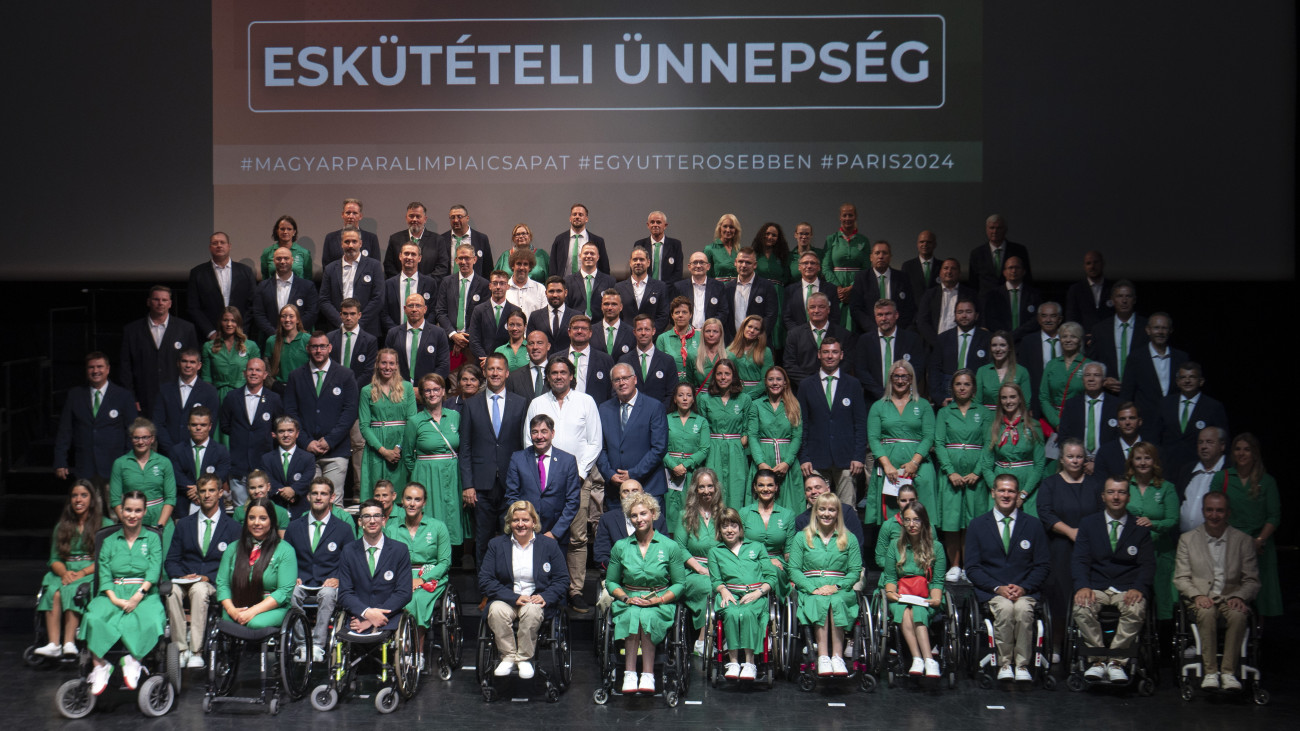 ESKÜTÉTELI ÜNNEPSÉG
#MAGYARPARALIMPIAICSAPAT #EGYUTTEROSEBBEN #PARIS2024